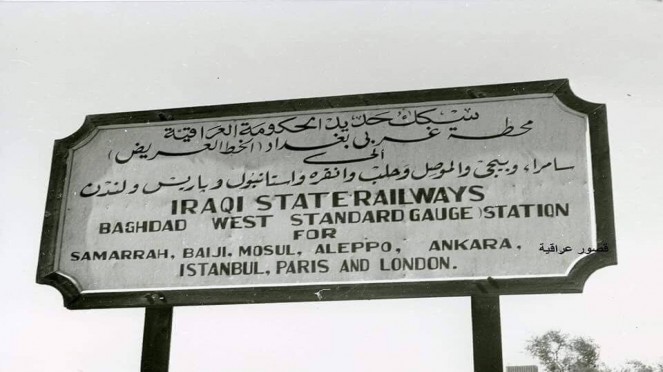 سكك حديد الحكومة العراقية
محطة غربي بغداد (الخط العريض)
الى
سامراء وبيجي والموصل وحلب وانقره واستانبول وباريس ولندن
IRAQI STATE RAILWAYS
BAGHDAD WEST STANDARD GAUGE) STATION
FOR
SAMARRAH, BAIJI, MOSUL, ALEPPO, ANKARA,
ISTANBUL, PARIS AND LONDON.
قصور عراقية